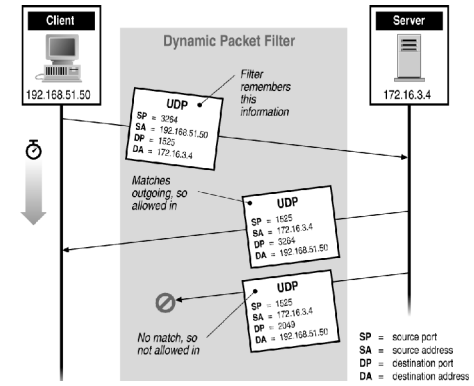 Client
Dynamic Packet Filter
Server
192.168.51.50
172.16.3.4
Filter
remembers
this
information
UDP
SP = 3264
SA = 192.168.51.50
DP = 1525
DA = 172.16.3.4
Matches
outgoing, so
allowed in
UDP
SP = 1525
SA = 172.16.3.4
DP = 3264
DA = 192.168.51.50
UDP
SP = 1525
SA = 172.16.3.4
DP = 2049
DA = 192.168.51.50
No match, so
not allowed in
SP = source port
SA = source address
DP = destination port
DA = destination address